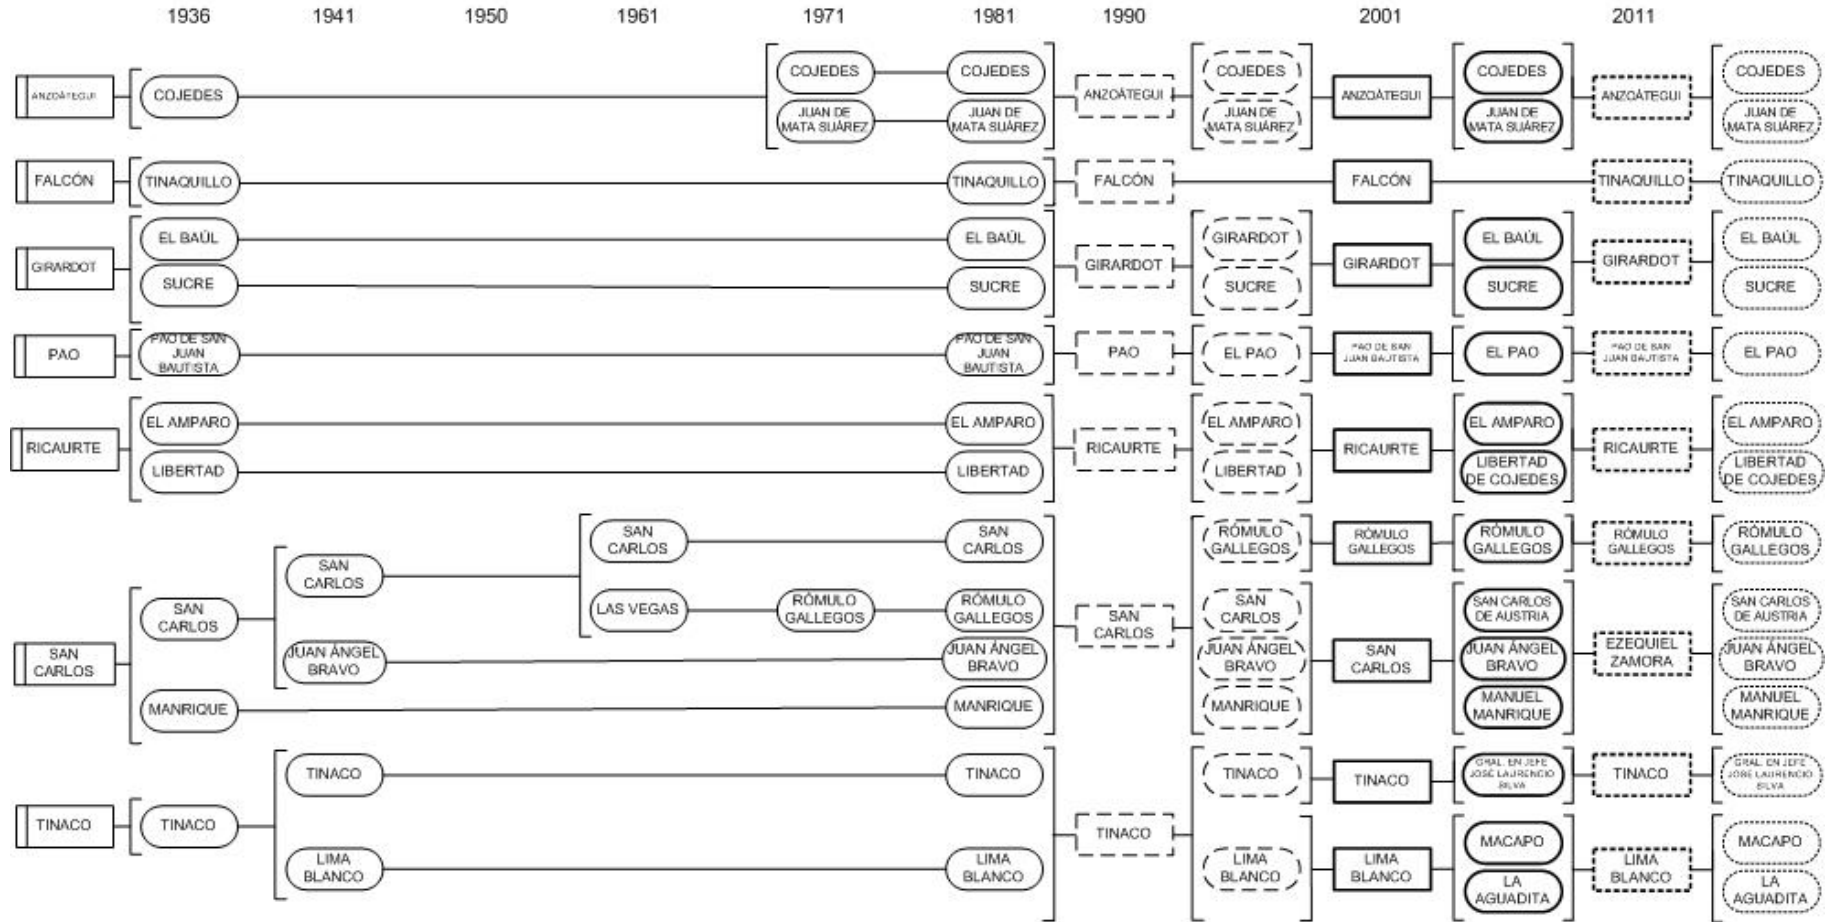 1936 1941 1950 1961 1971 1981 1990 2001 2011
ANZOÁTEGUI
COJEDES
COJEDES
JUAN DE
MATA SUÁREZ
COJEDES
JUAN DE
MATA SUÁREZ
ANZOÁTEGUI
COJEDES
JUAN DE
MATA SUÁREZ
ANZOÁTEGUI
COJEDES
JUAN DE
MATA SUÁREZ
ANZOÁTEGUI
COJEDES
JUAN DE
MATA SUÁREZ
FALCÓN
TINAQUILLO
TINAQUILLO
FALCÓN
FALCÓN
TINAQUILLO
TINAQUILLO
GIRARDOT
EL BAÚL
SUCRE
EL BAÚL
SUCRE
GIRARDOT
GIRARDOT
SUCRE
GIRARDOT
EL BAÚL
SUCRE
GIRARDOT
EL BAÚL
SUCRE
PAO
PAO DE SAN
JUAN
BAUTISTA
PAO DE SAN
JUAN
BAUTISTA
PAO
EL PAO
PAO DE SAN
JUAN BAUTISTA
EL PAO
PAO DE SAN
JUAN BAUTISTA
EL PAO
RICAURTE
EL AMPARO
LIBERTAD
EL AMPARO
LIBERTAD
RICAURTE
EL AMPARO
LIBERTAD
RICAURTE
EL AMPARO
LIBERTAD
DE COJEDES
RICAURTE
EL AMPARO
LIBERTAD
DE COJEDES
SAN
CARLOS
SAN
CARLOS
MANRIQUE
SAN
CARLOS
JUAN ÁNGEL
BRAVO
SAN
CARLOS
LAS VEGAS
RÓMULO
GALLEGOS
SAN
CARLOS
RÓMULO
GALLEGOS
JUAN ÁNGEL
BRAVO
MANRIQUE
SAN
CARLOS
RÓMULO
GALLEGOS
SAN
CARLOS
JUAN ÁNGEL
BRAVO
MANRIQUE
RÓMULO
GALLEGOS
SAN
CARLOS
RÓMULO
GALLEGOS
SAN CARLOS
DE AUSTRIA
JUAN ÁNGEL
BRAVO
MANUEL
MANRIQUE
RÓMULO
GALLEGOS
EZEQUIEL
ZAMORA
RÓMULO
GALLEGOS
SAN CARLOS
DE AUSTRIA
JUAN ÁNGEL
BRAVO
MANUEL
MANRIQUE
TINACO
TINACO
TINACO
LIMA
BLANCO
TINACO
LIMA
BLANCO
TINACO
TINACO
LIMA
BLANCO
TINACO
LIMA
BLANCO
GRAL. EN JEFE
JOSÉ LAURENCIO
SILVA
MACAPO
LA
AGUADITA
TINACO
LIMA
BLANCO
GRAL. EN JEFE
JOSÉ LAURENCIO
SILVA
MACAPO
LA
AGUADITA